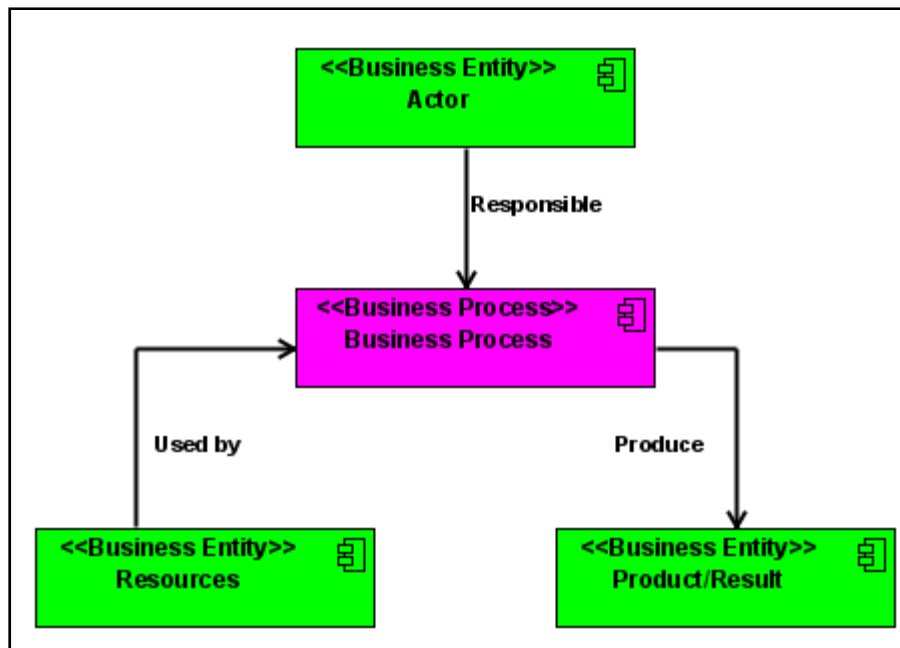 <<Business Entity>>
Actor
Responsible
<<Business Process>>
Business Process
Used by
Produce
<<Business Entity>>
Resources
<<Business Entity>>
Product/Result